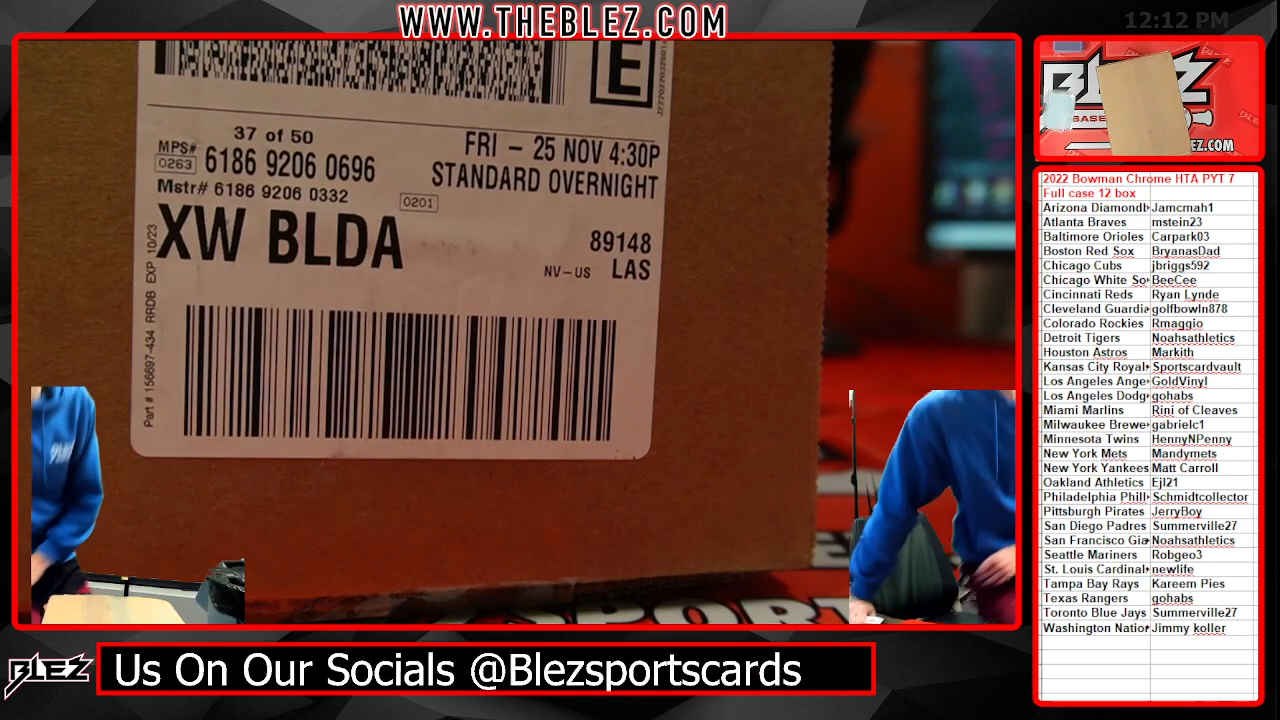 WWW.THEBLEZ.COM
12:12 PM
E
37 of 50
MPS#
0263
6186 9206 0696
Mstr# 6186 9206 0332
0201
FRI - 25 NOV 4:30P
STANDARD OVERNIGHT
XW BLDA
89148
NV-US LAS
Part # 156697-434 RRDB EXP 10/23
BLEZ
BASE
EZ.COM
2022 Bowman Chrome HTA PYT 7
Full case 12 box
Arizona Diamondb Jamcmah1
Atlanta Braves mstein23
Baltimore Orioles Carpark03
Boston Red Sox BryanasDad
Chicago Cubs jbriggs592
Chicago White So BeeCee
Cincinnati Reds Ryan Lynde
Cleveland Guardia golfbowln878
Colorado Rockies Rmaggio
Detroit Tigers Noahsathletics
Houston Astros Markith
Kansas City Royal Sportscardvault
Los Angeles Ange GoldVinyl
Los Angeles Dodg gohabs
Miami Marlins Rini of Cleaves
Milwaukee Brewe gabrielc1
Minnesota Twins HennyNPenny
New York Mets Mandymets
New York Yankees Matt Carroll
Oakland Athletics Ejl21
Philadelphia Phill Schmidtcollector
Pittsburgh Pirates JerryBoy
San Diego Padres Summerville27
San Francisco Gia Noahsathletics
Seattle Mariners Robgeo3
St. Louis Cardinal newlife
Tampa Bay Rays Kareem Pies
Texas Rangers gohabs
Toronto Blue Jays Summerville27
Washington Natio Jimmy koller
SPORT
BLEZ
Us On Our Socials @Blezsportscards